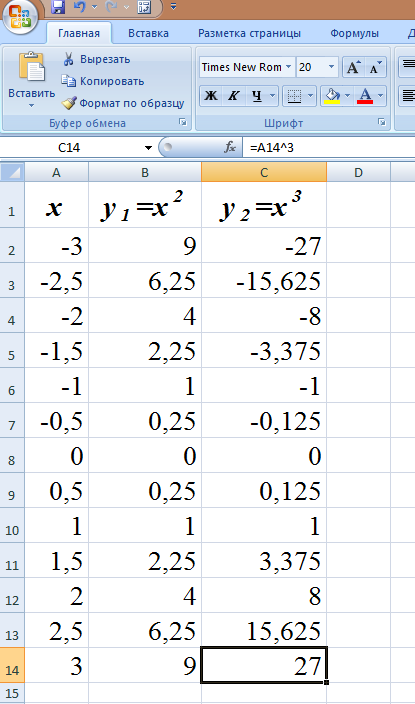 Главная Вставка Разметка страницы Формулы Д
Вставить
Вырезать
Копировать
Формат по образцу
Буфер обмена
Times New Rom 20 A A
Ж К Ч A
Шрифт
C14 fx =A14^3
A B C D
1 x y₁=x² y₂=x³
2 -3 9 -27
3 -2,5 6,25 -15,625
4 -2 4 -8
5 -1,5 2,25 -3,375
6 -1 1 -1
7 -0,5 0,25 -0,125
8 0 0 0
9 0,5 0,25 0,125
10 1 1 1
11 1,5 2,25 3,375
12 2 4 8
13 2,5 6,25 15,625
14 3 9 27
15